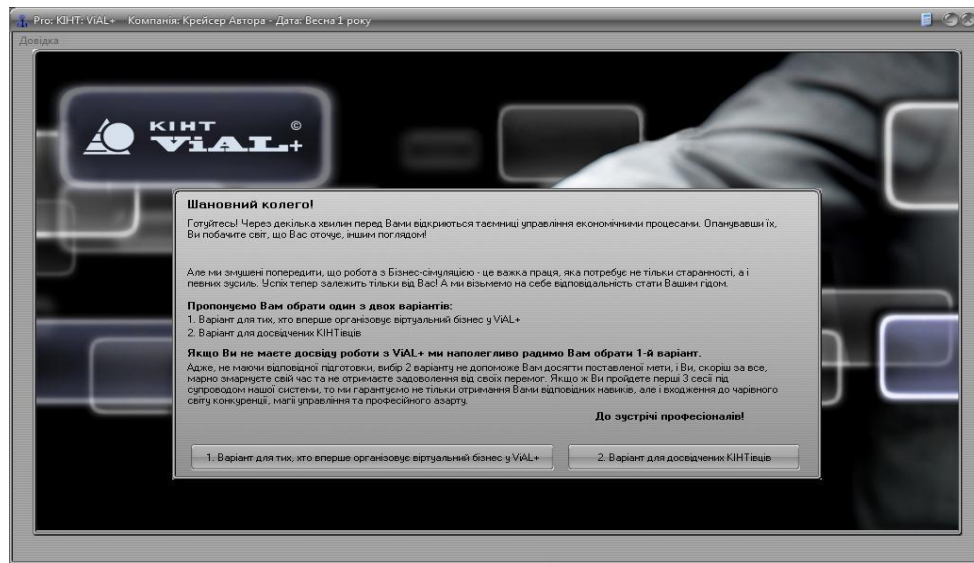 Pro: КІНТ: ViAL+ Компанія: Крейсер Автора - Дата: Весна 1 року
Довідка
КІНТ ©
ViAL+
Шановний колего!
Готуйтесь! Через декілька хвилин перед Вами відкриються таємниці управління економічними процесами. Опанувавши їх,
Ви побачите світ, що Вас оточує, іншим поглядом!
Але ми змушені попередити, що робота з Бізнес-симуляцією - це важка праця, яка потребує не тільки старанності, а і
певних зусиль. Успіх тепер залежить тільки від Вас! А ми візьмемо на себе відповідальність стати Вашим гідом.
Пропонуємо Вам обрати один з двох варіантів:
1. Варіант для тих, хто вперше організовує віртуальний бізнес у ViAL+
2. Варіант для досвідчених КІНТівців
Якщо Ви не маєте досвіду роботи з ViAL+ ми наполегливо радимо Вам обрати 1-й варіант.
Адже, не маючи відповідної підготовки, вибір 2 варіанту не допоможе Вам досягти поставленої мети, і Ви, скоріш за все,
марно змарнуєте свій час та не отримаєте задоволення від своїх перемог. Якщо ж Ви пройдете перші 3 сесії під
супроводом нашої системи, то ми гарантуємо не тільки отримання Вами відповідних навиків, але і входження до чарівного
світу конкуренції, магії управління та професійного азарту.
До зустрічі професіоналів!
1. Варіант для тих, хто вперше організовує віртуальний бізнес у ViAL+
2. Варіант для досвідчених КІНТівців